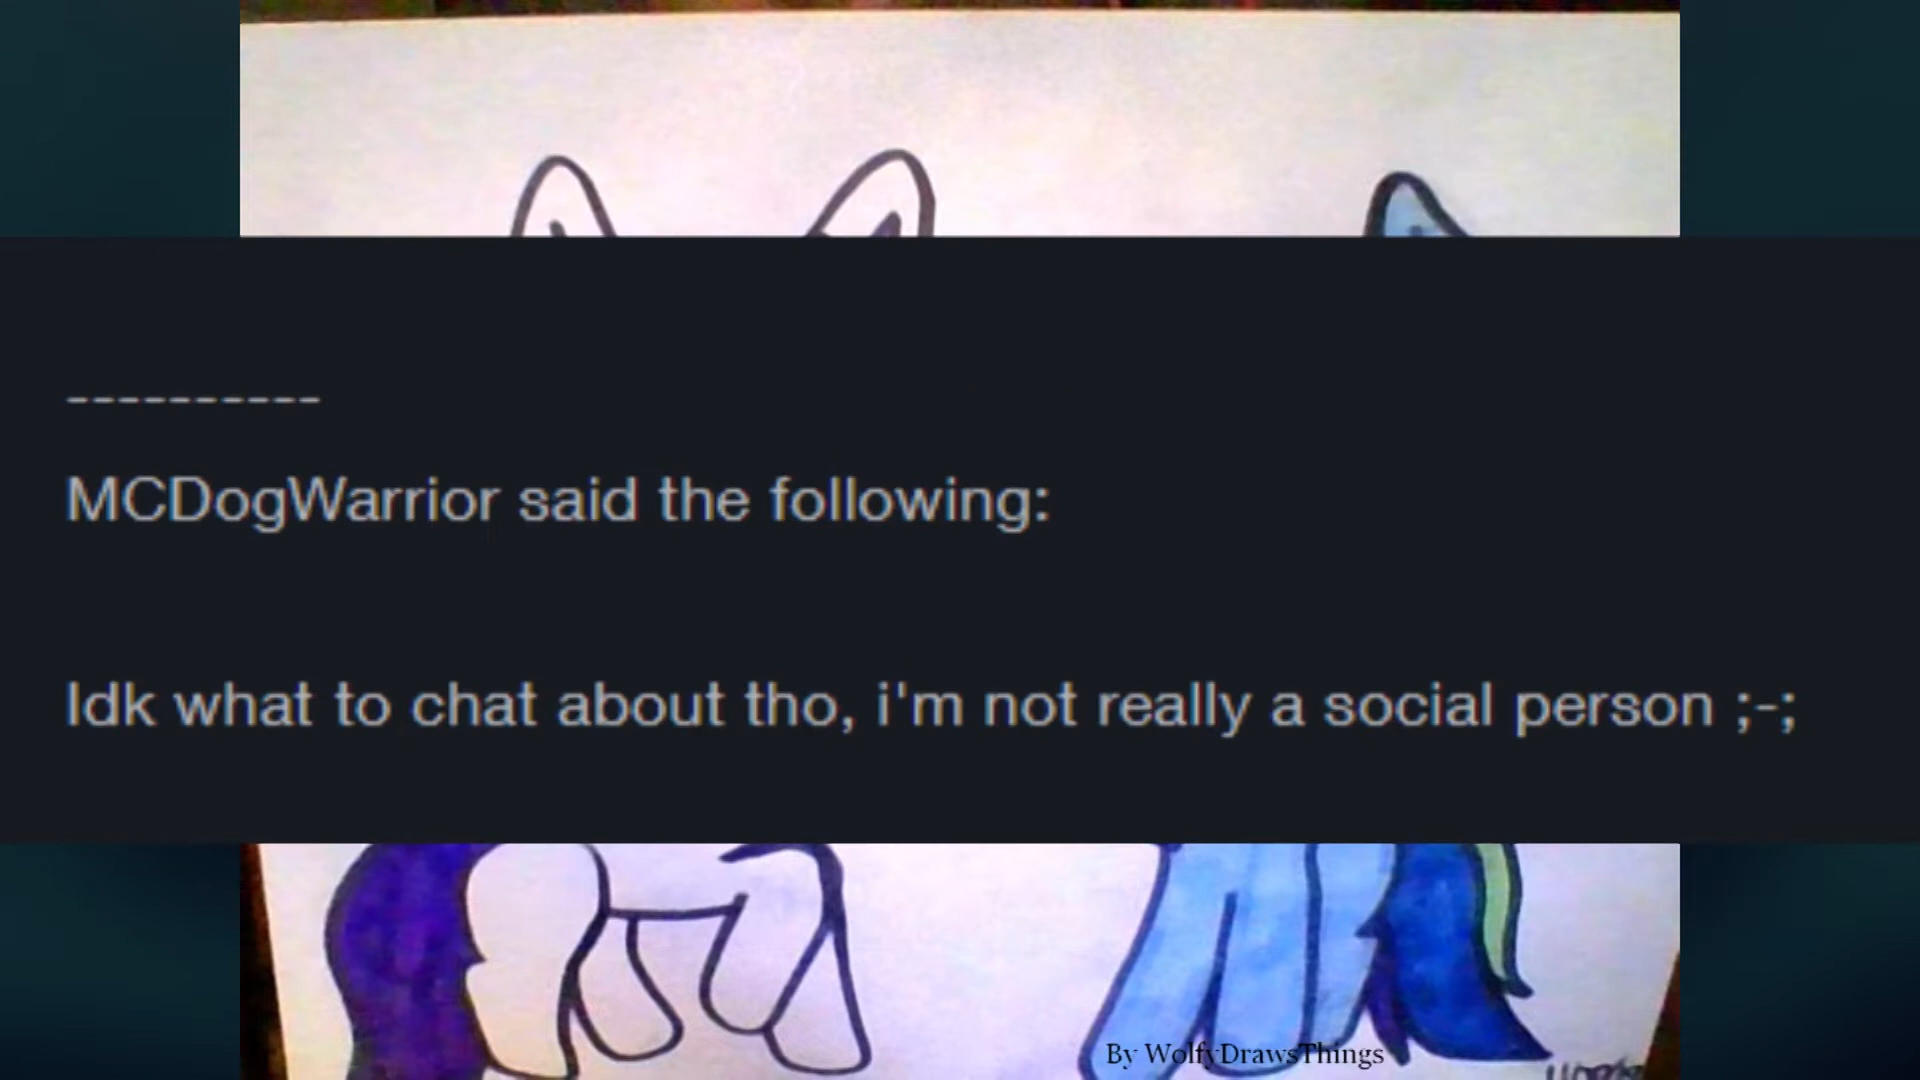 ----------
MCDogWarrior said the following:
Idk what to chat about tho, i'm not really a social person ;-;
By WolfyDrawsThings